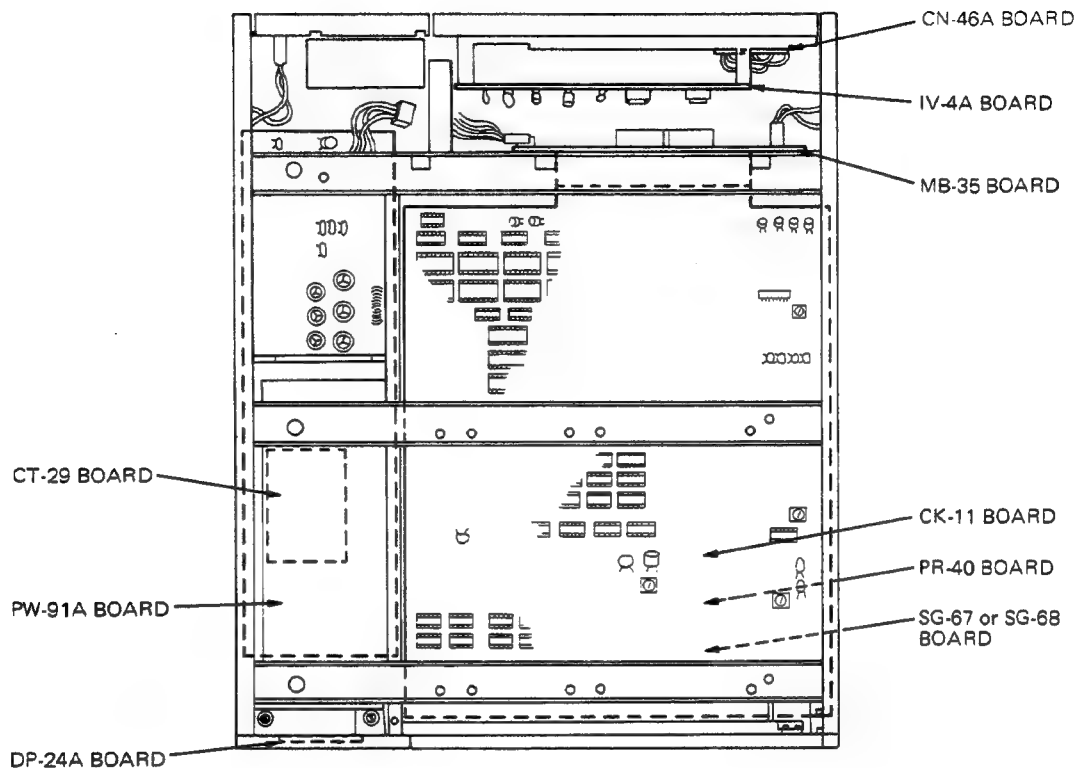 CN-46A BOARD
IV-4A BOARD
MB-35 BOARD
CT-29 BOARD
CK-11 BOARD
PR-40 BOARD
PW-91A BOARD
SG-67 or SG-68
BOARD
DP-24A BOARD